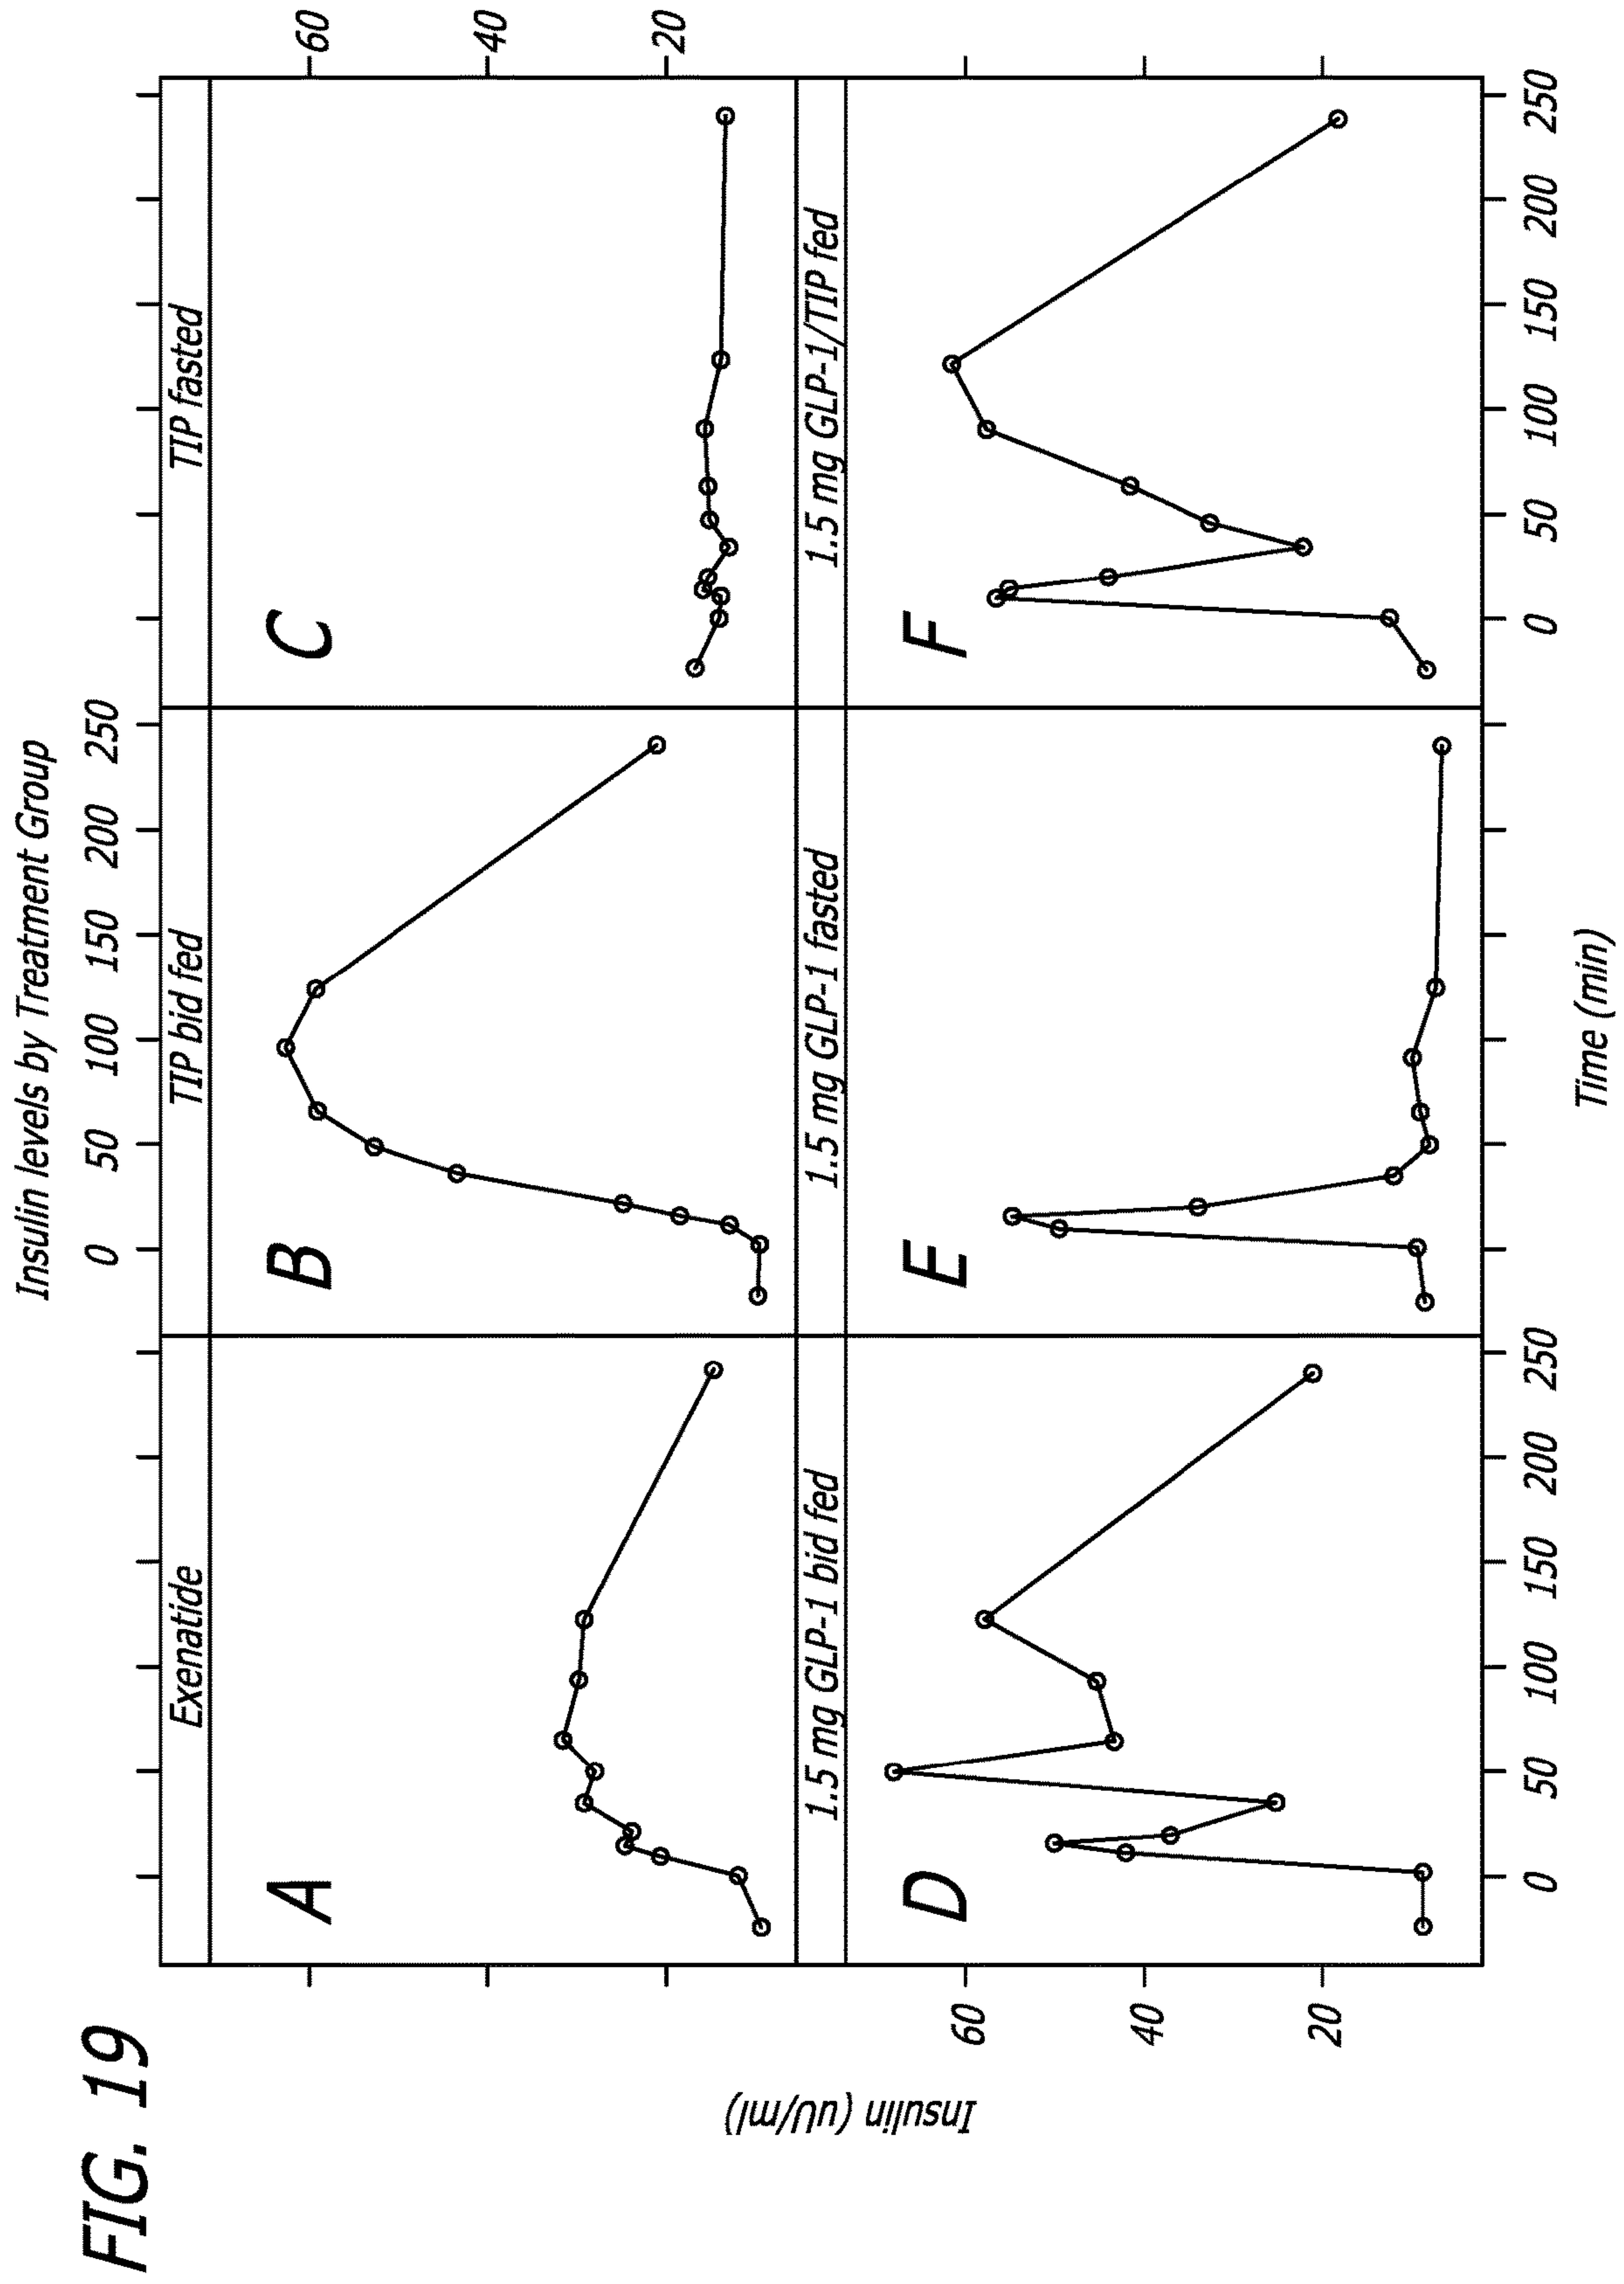 FIG. 19
Insulin levels by Treatment Group
0 50 100 150 200 250
Exenatide
TIP bid fed
TIP fasted
A
B
C
60
40
20
1.5 mg GLP-1 bid fed
1.5 mg GLP-1 fasted
1.5 mg GLP-1/TIP fed
D
E
F
60
40
20
Insulin (uU/ml)
0 50 100 150 200 250
0 50 100 150 200 250
Time (min)